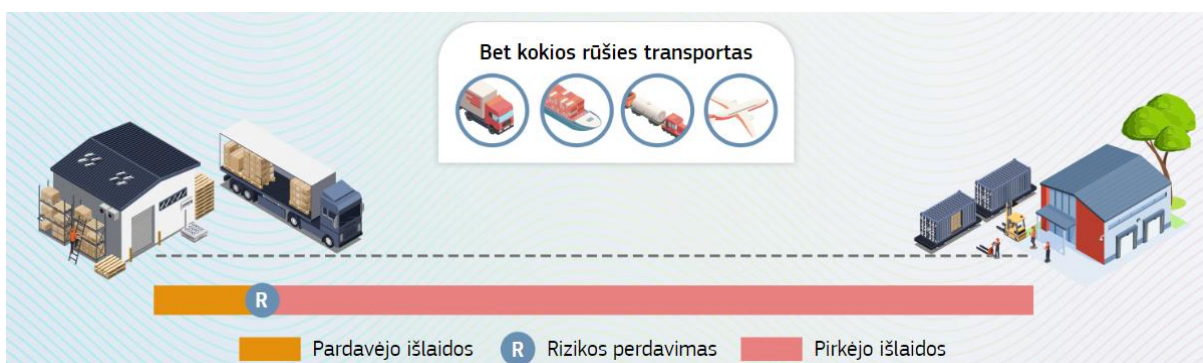 Bet kokios rūšies transportas
R
Pardavėjo išlaidos
R Rizikos perdavimas
Pirkėjo išlaidos